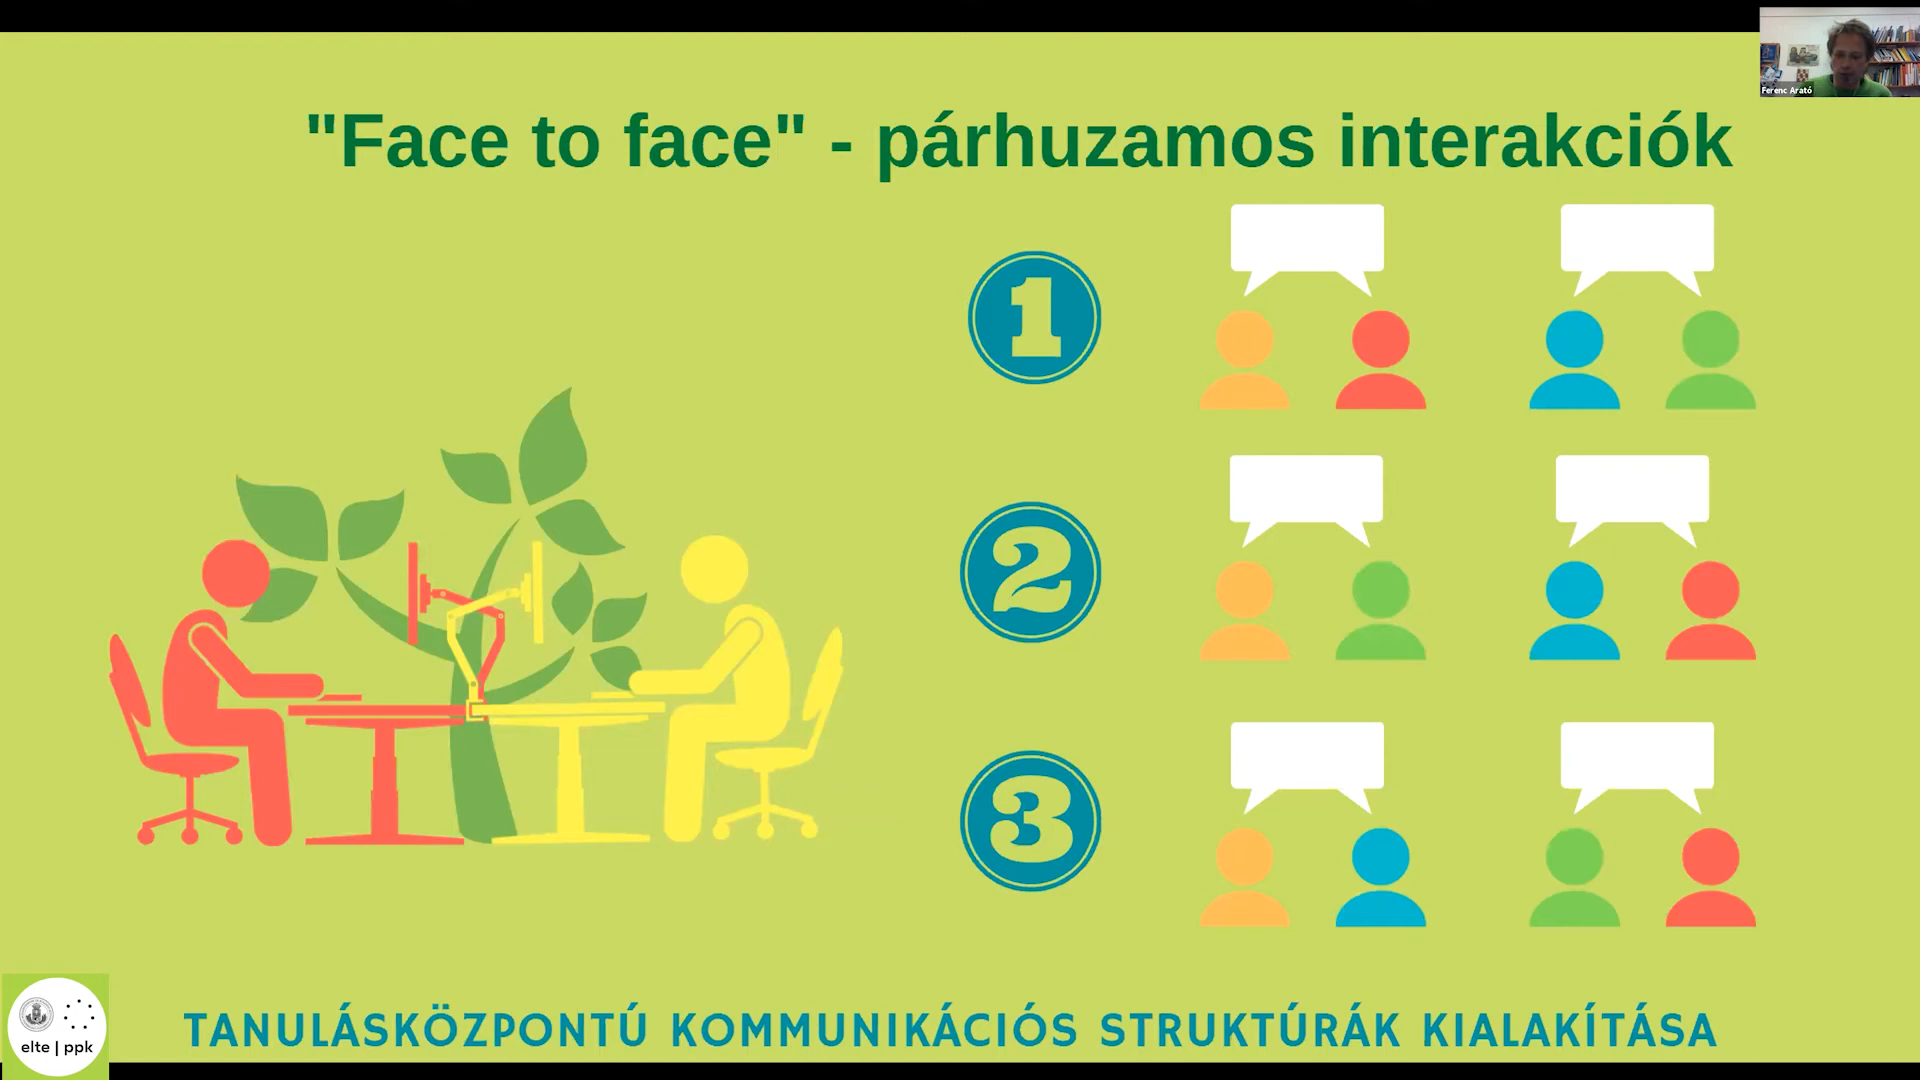 Ferenc Arató
"Face to face" - párhuzamos interakciók
1
2
3
TANULÁSKÖZPONTÚ KOMMUNIKÁCIÓS STRUKTÚRÁK KIALAKÍTÁSA
elte | ppk